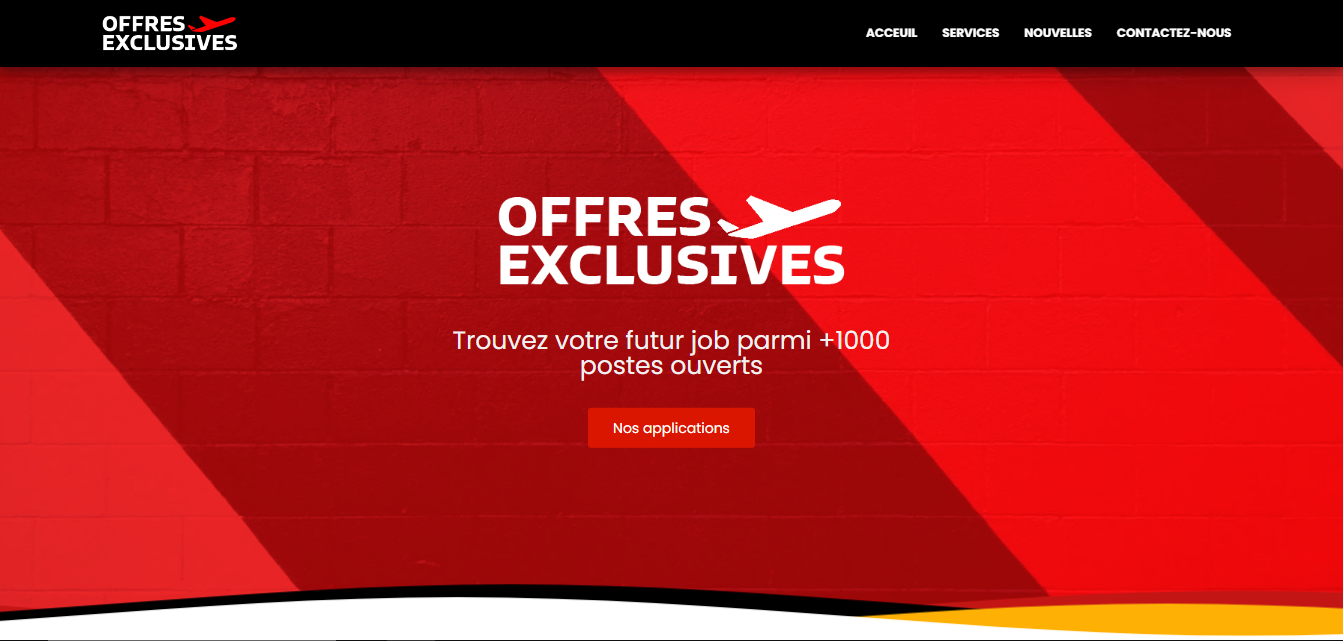 OFFRES
EXCLUSIVES
ACCEUIL SERVICES NOUVELLES CONTACTEZ-NOUS
OFFRES
EXCLUSIVES
Trouvez votre futur job parmi +1000
postes ouverts
Nos applications